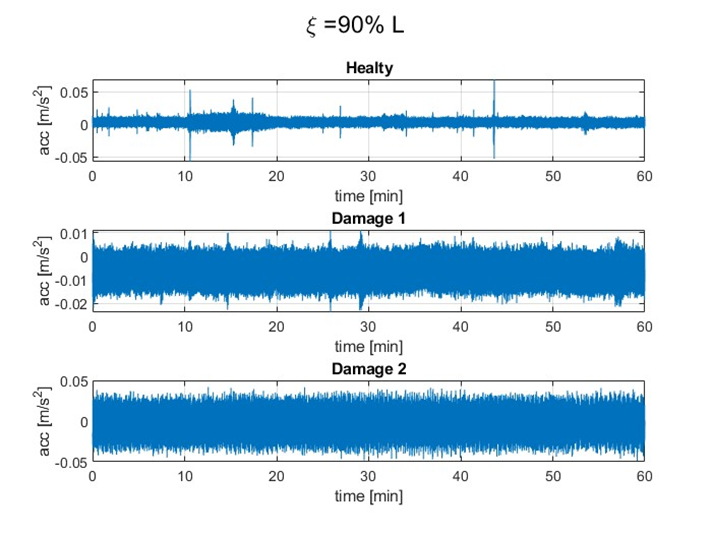 ξ =90% L
Healty
acc [m/s²]
0.05
0
-0.05
0 10 20 30 40 50 60
time [min]
Damage 1
acc [m/s²]
0.01
0
-0.01
-0.02
0 10 20 30 40 50 60
time [min]
Damage 2
acc [m/s²]
0.05
0
-0.05
0 10 20 30 40 50 60
time [min]